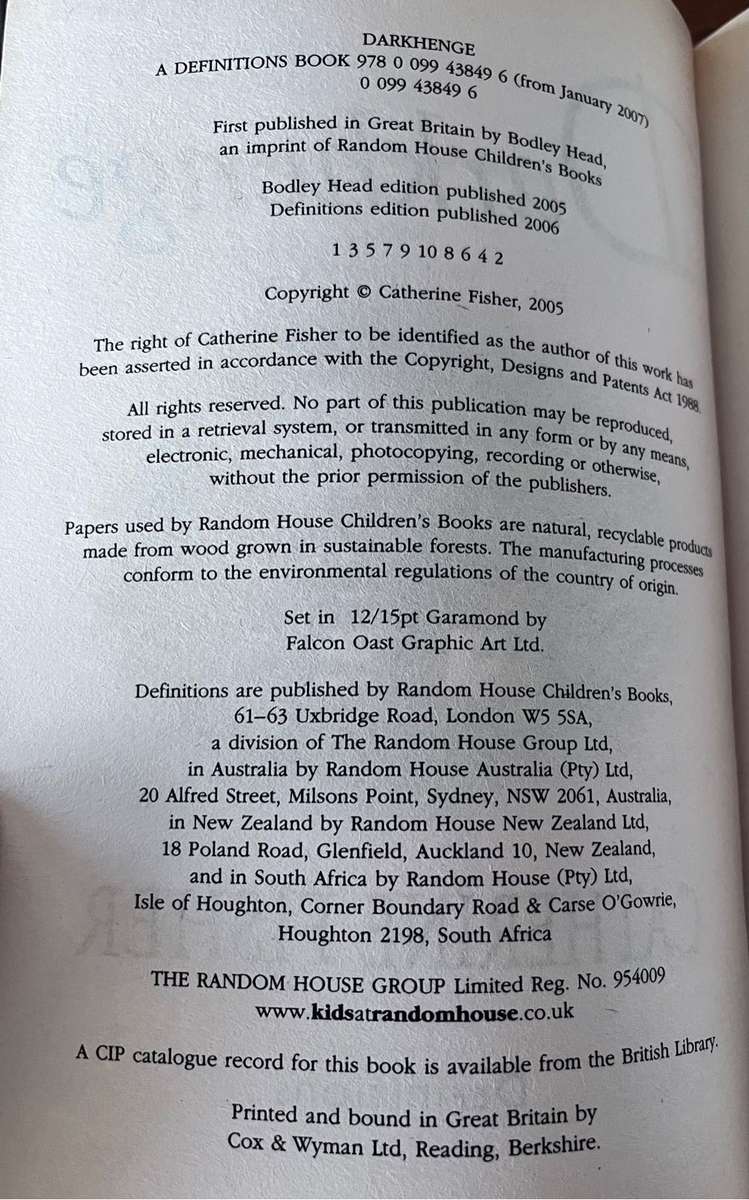 DARKHENGE
A DEFINITIONS BOOK 978 0 099 43849 6 (from January 2007)
0 099 43849 6
First published in Great Britain by Bodley Head,
an imprint of Random House Children's Books
Bodley Head edition published 2005
Definitions edition published 2006
1 3 5 7 9 10 8 6 4 2
Copyright © Catherine Fisher, 2005
The right of Catherine Fisher to be identified as the author of this work has
been asserted in accordance with the Copyright, Designs and Patents Act 1988.
All rights reserved. No part of this publication may be reproduced,
stored in a retrieval system, or transmitted in any form or by any means,
electronic, mechanical, photocopying, recording or otherwise,
without the prior permission of the publishers.
Papers used by Random House Children's Books are natural, recyclable products
made from wood grown in sustainable forests. The manufacturing processes
conform to the environmental regulations of the country of origin.
Set in 12/15pt Garamond by
Falcon Oast Graphic Art Ltd.
Definitions are published by Random House Children's Books,
61–63 Uxbridge Road, London W5 5SA,
a division of The Random House Group Ltd,
in Australia by Random House Australia (Pty) Ltd,
20 Alfred Street, Milsons Point, Sydney, NSW 2061, Australia,
in New Zealand by Random House New Zealand Ltd,
18 Poland Road, Glenfield, Auckland 10, New Zealand,
and in South Africa by Random House (Pty) Ltd,
Isle of Houghton, Corner Boundary Road & Carse O'Gowrie,
Houghton 2198, South Africa
THE RANDOM HOUSE GROUP Limited Reg. No. 954009
www.kidsatrandomhouse.co.uk
A CIP catalogue record for this book is available from the British Library.
Printed and bound in Great Britain by
Cox & Wyman Ltd, Reading, Berkshire.